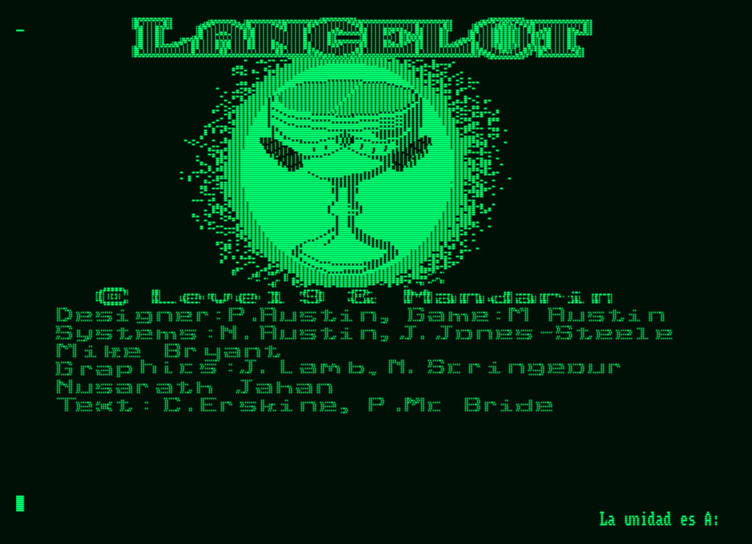 LANCELOT
© Level 9 & Mandarin
Designer:P.Austin, Game:M Austin
Systems:N.Austin,J.Jones-Steele
Mike Bryant
Graphics:J.Lamb,M.Scringeour
Nusarath Jahan
Text: C.Erskine, P.Mc Bride
La unidad es A: